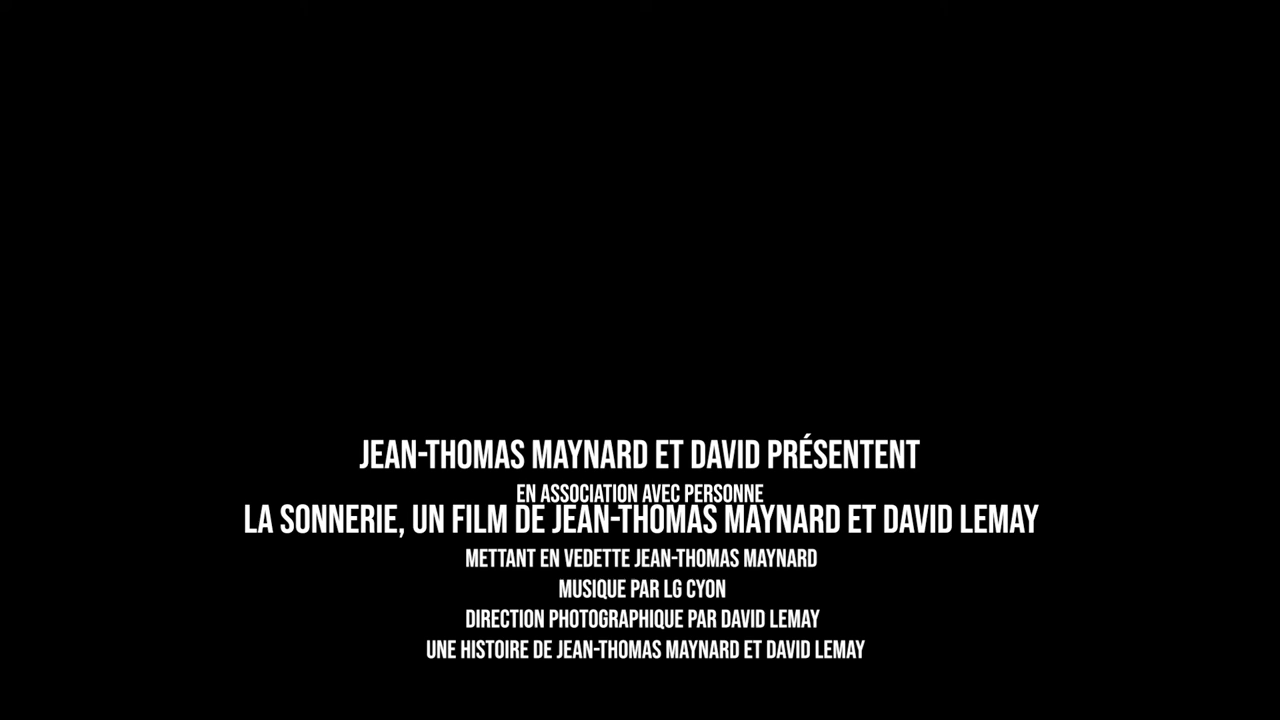 JEAN-THOMAS MAYNARD ET DAVID PRÉSENTENT
EN ASSOCIATION AVEC PERSONNE
LA SONNERIE, UN FILM DE JEAN-THOMAS MAYNARD ET DAVID LEMAY
METTANT EN VEDETTE JEAN-THOMAS MAYNARD
MUSIQUE PAR LG CYON
DIRECTION PHOTOGRAPHIQUE PAR DAVID LEMAY
UNE HISTOIRE DE JEAN-THOMAS MAYNARD ET DAVID LEMAY